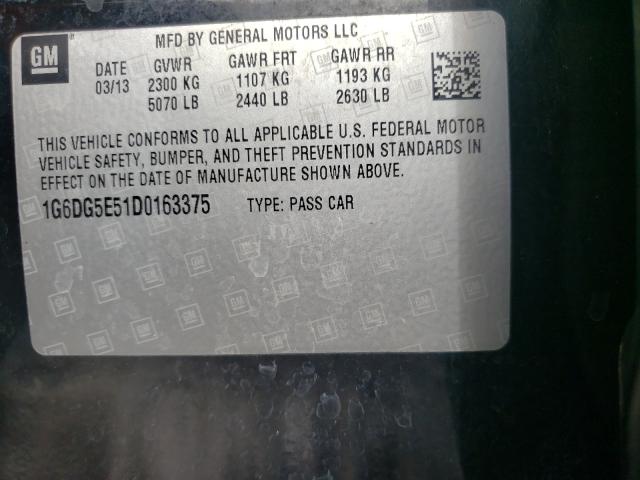 GM
MFD BY GENERAL MOTORS LLC
DATE GVWR GAWR FRT GAWR RR
03/13 2300 KG 1107 KG 1193 KG
5070 LB 2440 LB 2630 LB
THIS VEHICLE CONFORMS TO ALL APPLICABLE U.S. FEDERAL MOTOR
VEHICLE SAFETY, BUMPER, AND THEFT PREVENTION STANDARDS IN
EFFECT ON THE DATE OF MANUFACTURE SHOWN ABOVE.
1G6DG5E51D0163375 TYPE: PASS CAR